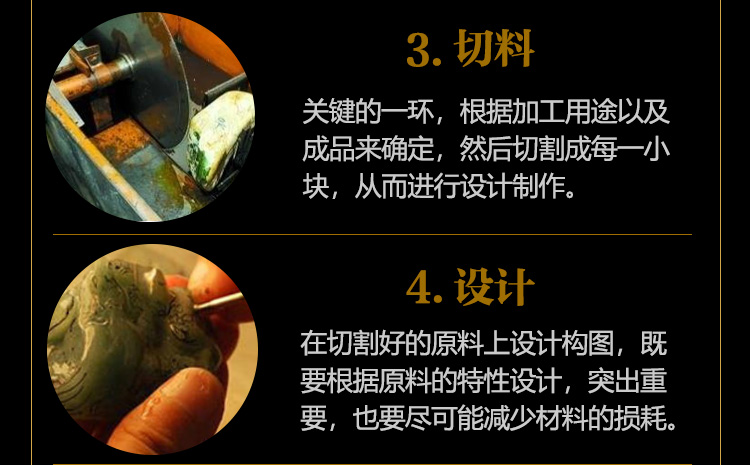 3. 切料
关键的一环，根据加工用途以及
成品来确定，然后切割成每一小
块，从而进行设计制作。
4. 设计
在切割好的原料上设计构图，既
要根据原料的特性设计，突出重
要，也要尽可能减少材料的损耗。